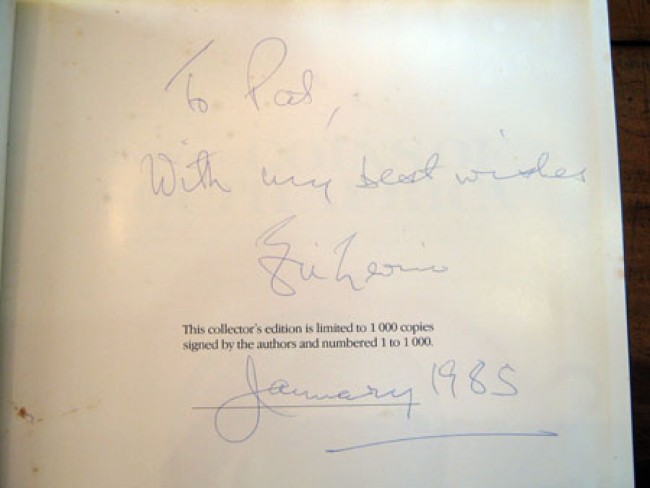 To Pat,
With my best wishes
This collector's edition is limited to 1 000 copies
signed by the authors and numbered 1 to 1 000.
January 1985